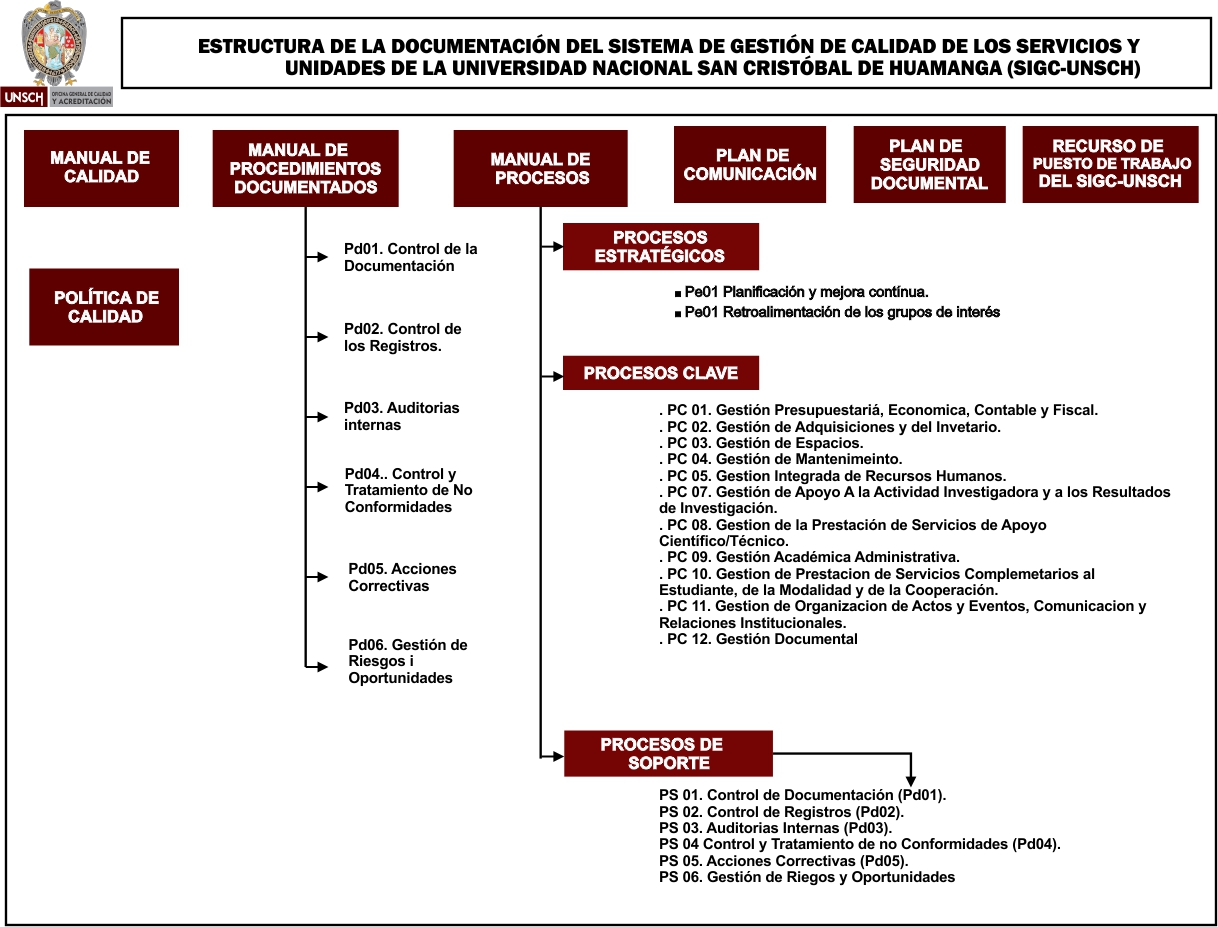 ESTRUCTURA DE LA DOCUMENTACIÓN DEL SISTEMA DE GESTIÓN DE CALIDAD DE LOS SERVICIOS Y
UNIDADES DE LA UNIVERSIDAD NACIONAL SAN CRISTÓBAL DE HUAMANGA (SIGC-UNSCH)
UNSCH
OFICINA GENERAL DE CALIDAD
Y ACREDITACIÓN
MANUAL DE
CALIDAD
POLÍTICA DE
CALIDAD
MANUAL DE
PROCEDIMIENTOS
DOCUMENTADOS
Pd01. Control de la
Documentación
Pd02. Control de
los Registros.
Pd03. Auditorias
internas
Pd04.. Control y
Tratamiento de No
Conformidades
Pd05. Acciones
Correctivas
Pd06. Gestión de
Riesgos i
Oportunidades
MANUAL DE
PROCESOS
PROCESOS
ESTRATÉGICOS
▪ Pe01 Planificación y mejora contínua.
▪ Pe01 Retroalimentación de los grupos de interés
PROCESOS CLAVE
. PC 01. Gestión Presupuestariá, Economica, Contable y Fiscal.
. PC 02. Gestión de Adquisiciones y del Invetario.
. PC 03. Gestión de Espacios.
. PC 04. Gestión de Mantenimeinto.
. PC 05. Gestion Integrada de Recursos Humanos.
. PC 07. Gestión de Apoyo A la Actividad Investigadora y a los Resultados
de Investigación.
. PC 08. Gestion de la Prestación de Servicios de Apoyo
Científico/Técnico.
. PC 09. Gestión Académica Administrativa.
. PC 10. Gestion de Prestacion de Servicios Complemetarios al
Estudiante, de la Modalidad y de la Cooperación.
. PC 11. Gestion de Organizacion de Actos y Eventos, Comunicacion y
Relaciones Institucionales.
. PC 12. Gestión Documental
PROCESOS DE
SOPORTE
PS 01. Control de Documentación (Pd01).
PS 02. Control de Registros (Pd02).
PS 03. Auditorias Internas (Pd03).
PS 04 Control y Tratamiento de no Conformidades (Pd04).
PS 05. Acciones Correctivas (Pd05).
PS 06. Gestión de Riegos y Oportunidades
PLAN DE
COMUNICACIÓN
PLAN DE
SEGURIDAD
DOCUMENTAL
RECURSO DE
PUESTO DE TRABAJO
DEL SIGC-UNSCH